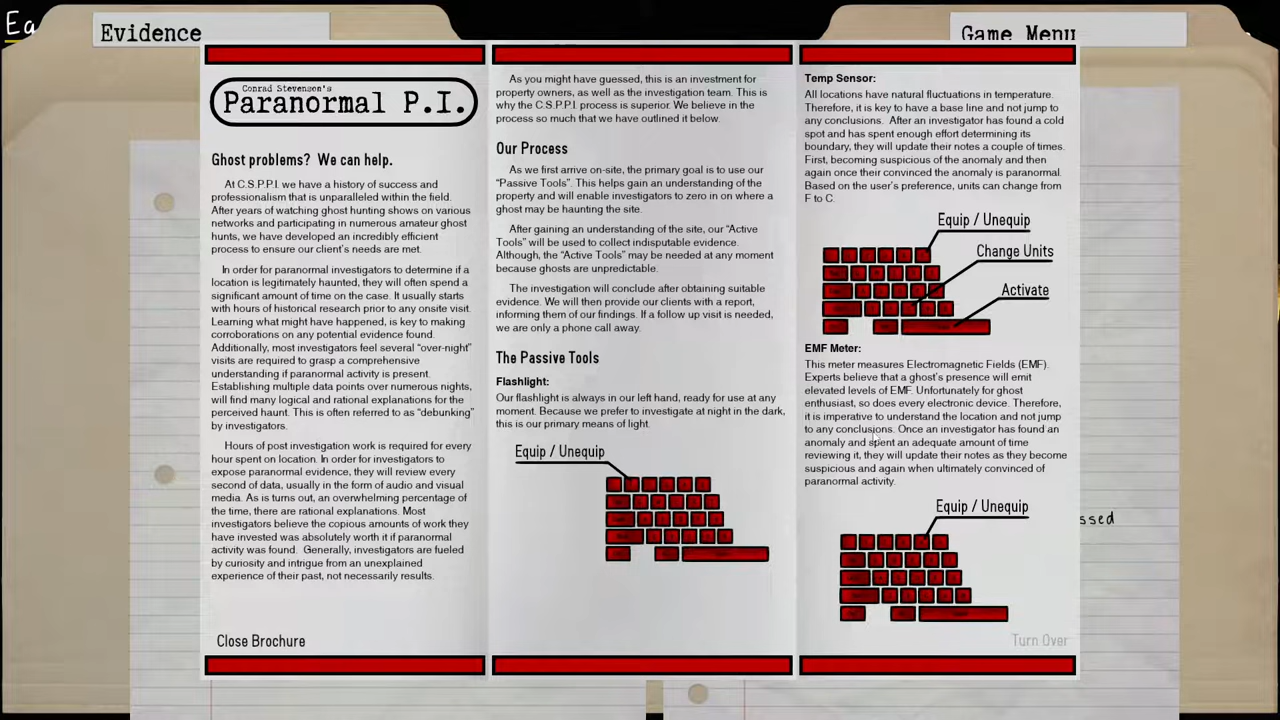 Ea
Evidence
Game Menu
Conrad Stevenson's
Paranormal P.I.
Ghost problems?  We can help.
At C.S.P.P.I. we have a history of success and
professionalism that is unparalleled within the field.
After years of watching ghost hunting shows on various
networks and participating in numerous amateur ghost
hunts, we have developed an incredibly efficient
process to ensure our client's needs are met.
In order for paranormal investigators to determine if a
location is legitimately haunted, they will often spend a
significant amount of time on the case. It usually starts
with hours of historical research prior to any onsite visit.
Learning what might have happened, is key to making
corroborations on any potential evidence found.
Additionally, most investigators feel several “over-night”
visits are required to grasp a comprehensive
understanding if paranormal activity is present.
Establishing multiple data points over numerous nights,
will find many logical and rational explanations for the
perceived haunt. This is often referred to as “debunking”
by investigators.
Hours of post investigation work is required for every
hour spent on location. In order for investigators to
expose paranormal evidence, they will review every
second of data, usually in the form of audio and visual
media. As is turns out, an overwhelming percentage of
the time, there are rational explanations. Most
investigators believe the copious amounts of work they
have invested was absolutely worth it if paranormal
activity was found.  Generally, investigators are fueled
by curiosity and intrigue from an unexplained
experience of their past, not necessarily results.
Close Brochure
As you might have guessed, this is an investment for
property owners, as well as the investigation team. This is
why the C.S.P.P.I. process is superior. We believe in the
process so much that we have outlined it below.
Our Process
As we first arrive on-site, the primary goal is to use our
“Passive Tools”. This helps gain an understanding of the
property and will enable investigators to zero in on where a
ghost may be haunting the site.
After gaining an understanding of the site, our “Active
Tools” will be used to collect indisputable evidence.
Although, the “Active Tools” may be needed at any moment
because ghosts are unpredictable.
The investigation will conclude after obtaining suitable
evidence. We will then provide our clients with a report,
informing them of our findings. If a follow up visit is needed,
we are only a phone call away.
The Passive Tools
Flashlight:
Our flashlight is always in our left hand, ready for use at any
moment. Because we prefer to investigate at night in the dark,
this is our primary means of light.
Equip / Unequip
Temp Sensor:
All locations have natural fluctuations in temperature.
Therefore, it is key to have a base line and not jump to
any conclusions.  After an investigator has found a cold
spot and has spent enough effort determining its
boundary, they will update their notes a couple of times.
First, becoming suspicious of the anomaly and then
again once their convinced the anomaly is paranormal.
Based on the user's preference, units can change from
F to C.
Equip / Unequip
Change Units
Activate
EMF Meter:
This meter measures Electromagnetic Fields (EMF).
Experts believe that a ghost's presence will emit
elevated levels of EMF. Unfortunately for ghost
enthusiast, so does every electronic device. Therefore,
it is imperative to understand the location and not jump
to any conclusions. Once an investigator has found an
anomaly and spent an adequate amount of time
reviewing it, they will update their notes as they become
suspicious and again when ultimately convinced of
paranormal activity.
Equip / Unequip
ssed
Turn Over